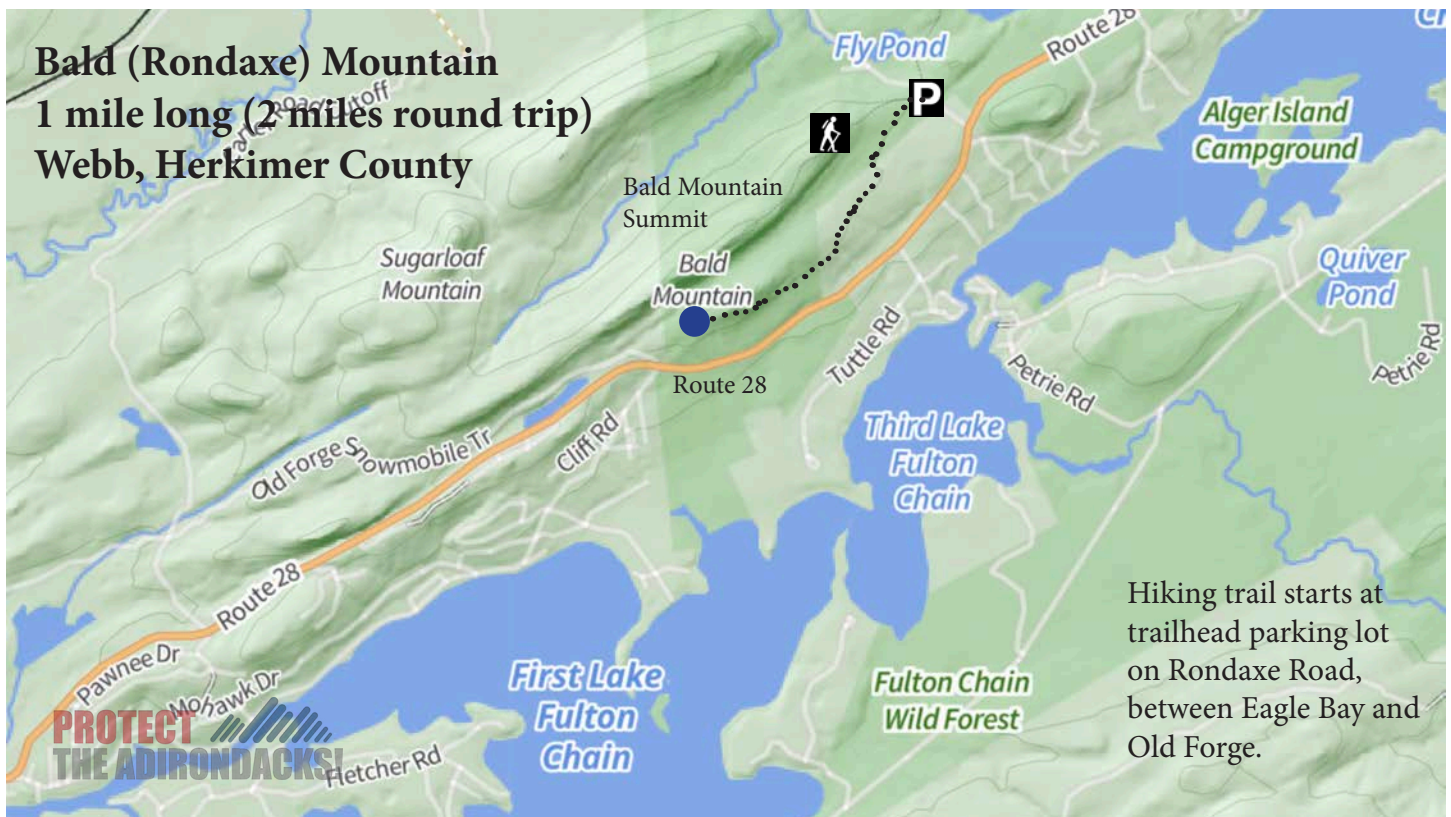 Bald (Rondaxe) Mountain
1 mile long (2 miles round trip)
Webb, Herkimer County
Fly Pond
Route 28
P
Alger Island
Campground
Bald Mountain
Summit
Sugarloaf
Mountain
Bald
Mountain
Quiver
Pond
Tuttle Rd
Petrie Rd
Petrie Rd
Route 28
Third Lake
Fulton
Chain
Cliff Rd
Old Forge Snowmobile Tr
Route 28
Hiking trail starts at
trailhead parking lot
on Rondaxe Road,
between Eagle Bay and
Old Forge.
First Lake
Fulton
Chain
Fulton Chain
Wild Forest
Pawnee Dr
Mohawk Dr
PROTECT
THE ADIRONDACKS!
Fletcher Rd